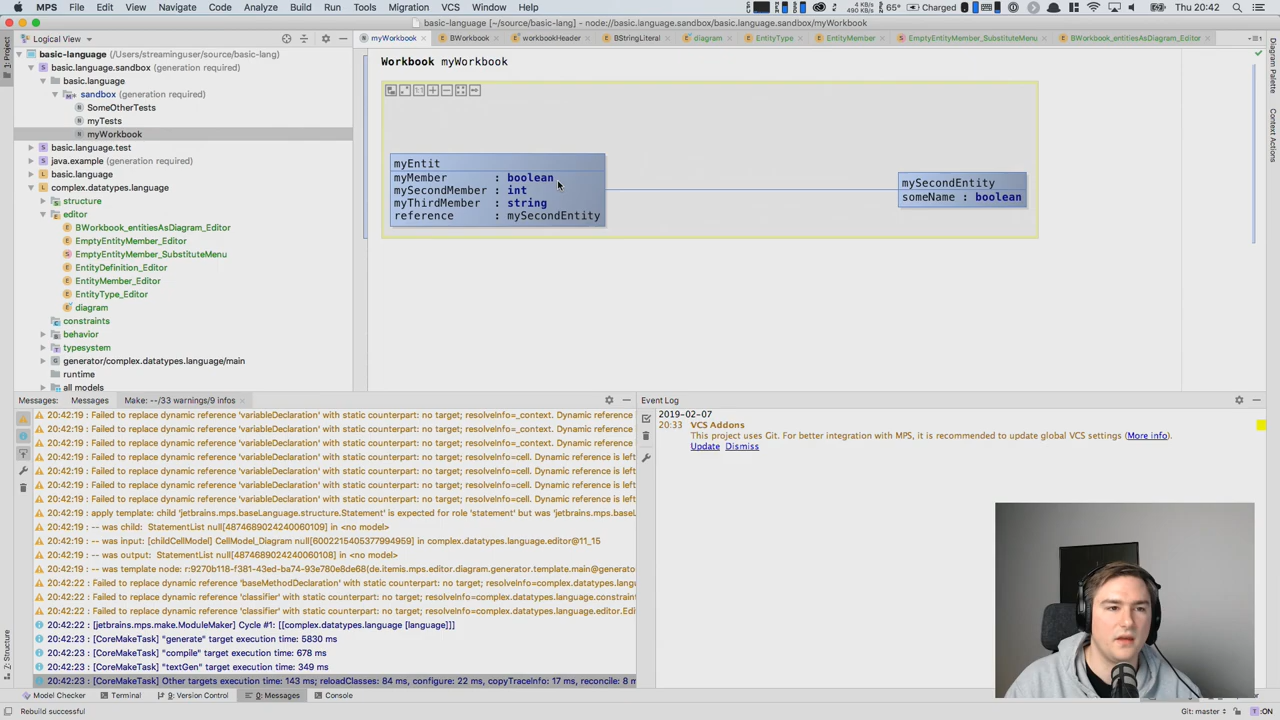 MPS File Edit View Navigate Code Analyze Build Run Tools Migration VCS Window Help
4 KB/s
490 KB/s
65°
Charged
Thu 20:42
basic-language [~/source/basic-lang] - node://basic.language.sandbox/basic.language.sandbox/myWorkbook
Logical View
myWorkbook
BWorkbook
workbookHeader
BStringLiteral
diagram
EntityType
EntityMember
EmptyEntityMember_SubstituteMenu
BWorkbook_entitiesAsDiagram_Editor
1: Project
basic-language (/Users/streaminguser/source/basic-lang)
basic.language.sandbox (generation required)
basic.language
sandbox (generation required)
SomeOtherTests
myTests
myWorkbook
basic.language.test
java.example (generation required)
basic.language
complex.datatypes.language
structure
editor
BWorkbook_entitiesAsDiagram_Editor
EmptyEntityMember_Editor
EmptyEntityMember_SubstituteMenu
EntityDefinition_Editor
EntityMember_Editor
EntityType_Editor
diagram
constraints
behavior
typesystem
generator/complex.datatypes.language/main
runtime
all models
Workbook myWorkbook
1:1
myEntit
myMember : boolean
mySecondMember : int
myThirdMember : string
reference : mySecondEntity
mySecondEntity
someName : boolean
Diagram Palette
Context Actions
Messages: Messages Make: --/33 warnings/9 infos
20:42:19 : Failed to replace dynamic reference 'variableDeclaration' with static counterpart: no target; resolveInfo=_context. Dynamic reference
20:42:19 : Failed to replace dynamic reference 'variableDeclaration' with static counterpart: no target; resolveInfo=_context. Dynamic reference
20:42:19 : Failed to replace dynamic reference 'variableDeclaration' with static counterpart: no target; resolveInfo=_context. Dynamic reference
20:42:19 : Failed to replace dynamic reference 'variableDeclaration' with static counterpart: no target; resolveInfo=cell. Dynamic reference is left
20:42:19 : Failed to replace dynamic reference 'variableDeclaration' with static counterpart: no target; resolveInfo=cell. Dynamic reference is left
20:42:19 : Failed to replace dynamic reference 'variableDeclaration' with static counterpart: no target; resolveInfo=cell. Dynamic reference is left
20:42:19 : Failed to replace dynamic reference 'variableDeclaration' with static counterpart: no target; resolveInfo=cell. Dynamic reference is left
20:42:19 : apply template: child 'jetbrains.mps.baseLanguage.structure.Statement' is expected for role 'statement' but was 'jetbrains.mps.baseL
20:42:19 : -- was child: StatementList null[4874689024240060109] in <no model>
20:42:19 : -- was input: [childCellModel] CellModel_Diagram null[6002215405377994959] in complex.datatypes.language.editor@11_15
20:42:19 : -- was output: StatementList null[4874689024240060108] in <no model>
20:42:19 : -- was template node: r:9270b118-f381-43ed-ba74-93e780e8de68(de.itemis.mps.editor.diagram.generator.template.main@generato
20:42:22 : Failed to replace dynamic reference 'baseMethodDeclaration' with static counterpart: no target; resolveInfo=complex.datatypes.langu
20:42:22 : Failed to replace dynamic reference 'classifier' with static counterpart: no target; resolveInfo=complex.datatypes.language.constrain
20:42:22 : Failed to replace dynamic reference 'classifier' with static counterpart: no target; resolveInfo=complex.datatypes.language.editor.Edi
20:42:22 : [jetbrains.mps.make.ModuleMaker] Cycle #1: [[complex.datatypes.language [language]]]
20:42:23 : [CoreMakeTask] "generate" target execution time: 5830 ms
20:42:23 : [CoreMakeTask] "compile" target execution time: 678 ms
20:42:23 : [CoreMakeTask] "textGen" target execution time: 349 ms
20:42:23 : [CoreMakeTask] Other targets execution time: 143 ms; reloadClasses: 84 ms, configure: 22 ms, copyTraceInfo: 17 ms, reconcile: 8 m
Event Log
2019-02-07
20:33 VCS Addons
This project uses Git. For better integration with MPS, it is recommended to update global VCS settings (More info).
Update Dismiss
Z: Structure
Model Checker Terminal 9: Version Control 0: Messages Console
Rebuild successful
Git: master
T:ON